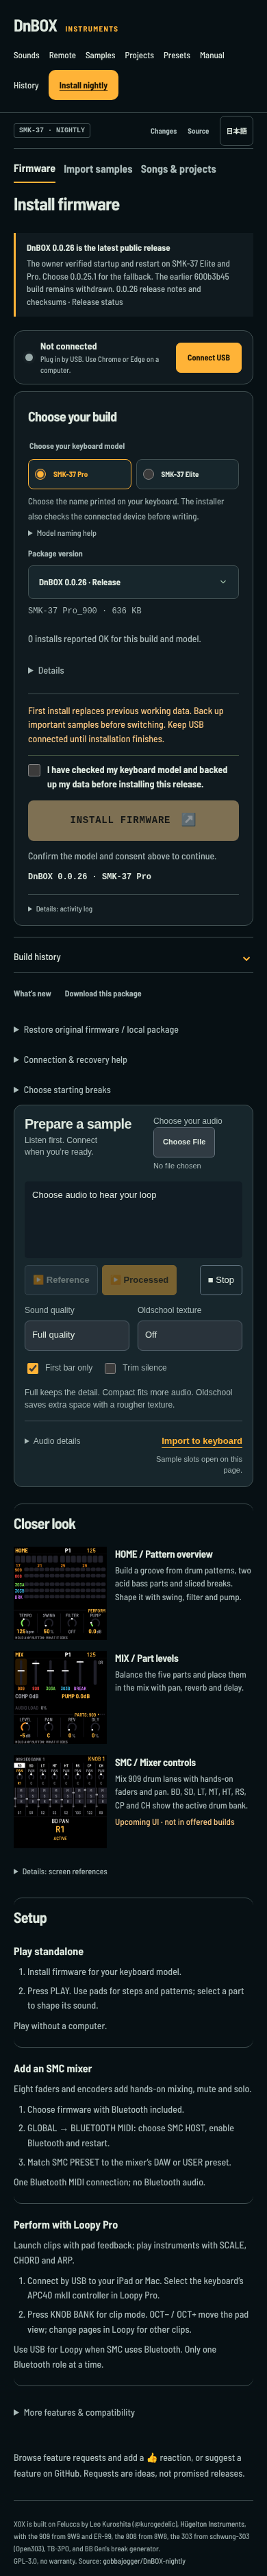 DnBOX INSTRUMENTS
Sounds Remote Samples Projects Presets Manual
History Install nightly
SMK-37 · NIGHTLY Changes Source 日本語
Firmware Import samples Songs & projects
Install firmware
DnBOX 0.0.26 is the latest public release
The owner verified startup and restart on SMK-37 Elite and
Pro. Choose 0.0.25.1 for the fallback. The earlier 600b3b45
build remains withdrawn. 0.0.26 release notes and
checksums · Release status
Not connected
Plug in by USB. Use Chrome or Edge on a
computer.
Connect USB
Choose your build
Choose your keyboard model
SMK-37 Pro SMK-37 Elite
Choose the name printed on your keyboard. The installer
also checks the connected device before writing.
Model naming help
Package version
DnBOX 0.0.26 · Release
SMK-37 Pro_900 · 636 KB
0 installs reported OK for this build and model.
Details
First install replaces previous working data. Back up
important samples before switching. Keep USB
connected until installation finishes.
I have checked my keyboard model and backed
up my data before installing this release.
INSTALL FIRMWARE
Confirm the model and consent above to continue.
DnBOX 0.0.26 · SMK-37 Pro
Details: activity log
Build history
What's new Download this package
Restore original firmware / local package
Connection & recovery help
Choose starting breaks
Prepare a sample
Listen first. Connect
when you're ready.
Choose your audio
Choose File
No file chosen
Choose audio to hear your loop
Reference Processed Stop
Sound quality Oldschool texture
Full quality Off
First bar only Trim silence
Full keeps the detail. Compact fits more audio. Oldschool
saves extra space with a rougher texture.
Audio details Import to keyboard
Sample slots open on this
page.
Closer look
HOME P1 125
HOME / Pattern overview
Build a groove from drum patterns, two
acid bass parts and sliced breaks.
Shape it with swing, filter and pump.
MIX P1 125
COMP 0dB PUMP 0.0dB
MIX / Part levels
Balance the five parts and place them
in the mix with pan, reverb and delay.
KNOB 1
BD PAN
R1
ACTIVE
SMC / Mixer controls
Mix 909 drum lanes with hands-on
faders and pan. BD, SD, LT, MT, HT, RS,
CP and CH show the active drum bank.
Upcoming UI · not in offered builds
Details: screen references
Setup
Play standalone
1. Install firmware for your keyboard model.
2. Press PLAY. Use pads for steps and patterns; select a part
to shape its sound.
Play without a computer.
Add an SMC mixer
Eight faders and encoders add hands-on mixing, mute and solo.
1. Choose firmware with Bluetooth included.
2. GLOBAL → BLUETOOTH MIDI: choose SMC HOST, enable
Bluetooth and restart.
3. Match SMC PRESET to the mixer's DAW or USER preset.
One Bluetooth MIDI connection; no Bluetooth audio.
Perform with Loopy Pro
Launch clips with pad feedback; play instruments with SCALE,
CHORD and ARP.
1. Connect by USB to your iPad or Mac. Select the keyboard's
APC40 mkII controller in Loopy Pro.
2. Press KNOB BANK for clip mode. OCT− / OCT+ move the pad
view; change pages in Loopy for other clips.
Use USB for Loopy when SMC uses Bluetooth. Only one
Bluetooth role at a time.
More features & compatibility
Browse feature requests and add a 👍 reaction, or suggest a
feature on GitHub. Requests are ideas, not promised releases.
X0X is built on Felucca by Leo Kuroshita (@kurogedelic), Hügelton Instruments,
with the 909 from 9W9 and ER-99, the 808 from 8W8, the 303 from schwung-303
(Open303), TB-3PO, and BB Gen's break generator.
GPL-3.0, no warranty. Source: gobbajogger/DnBOX-nightly